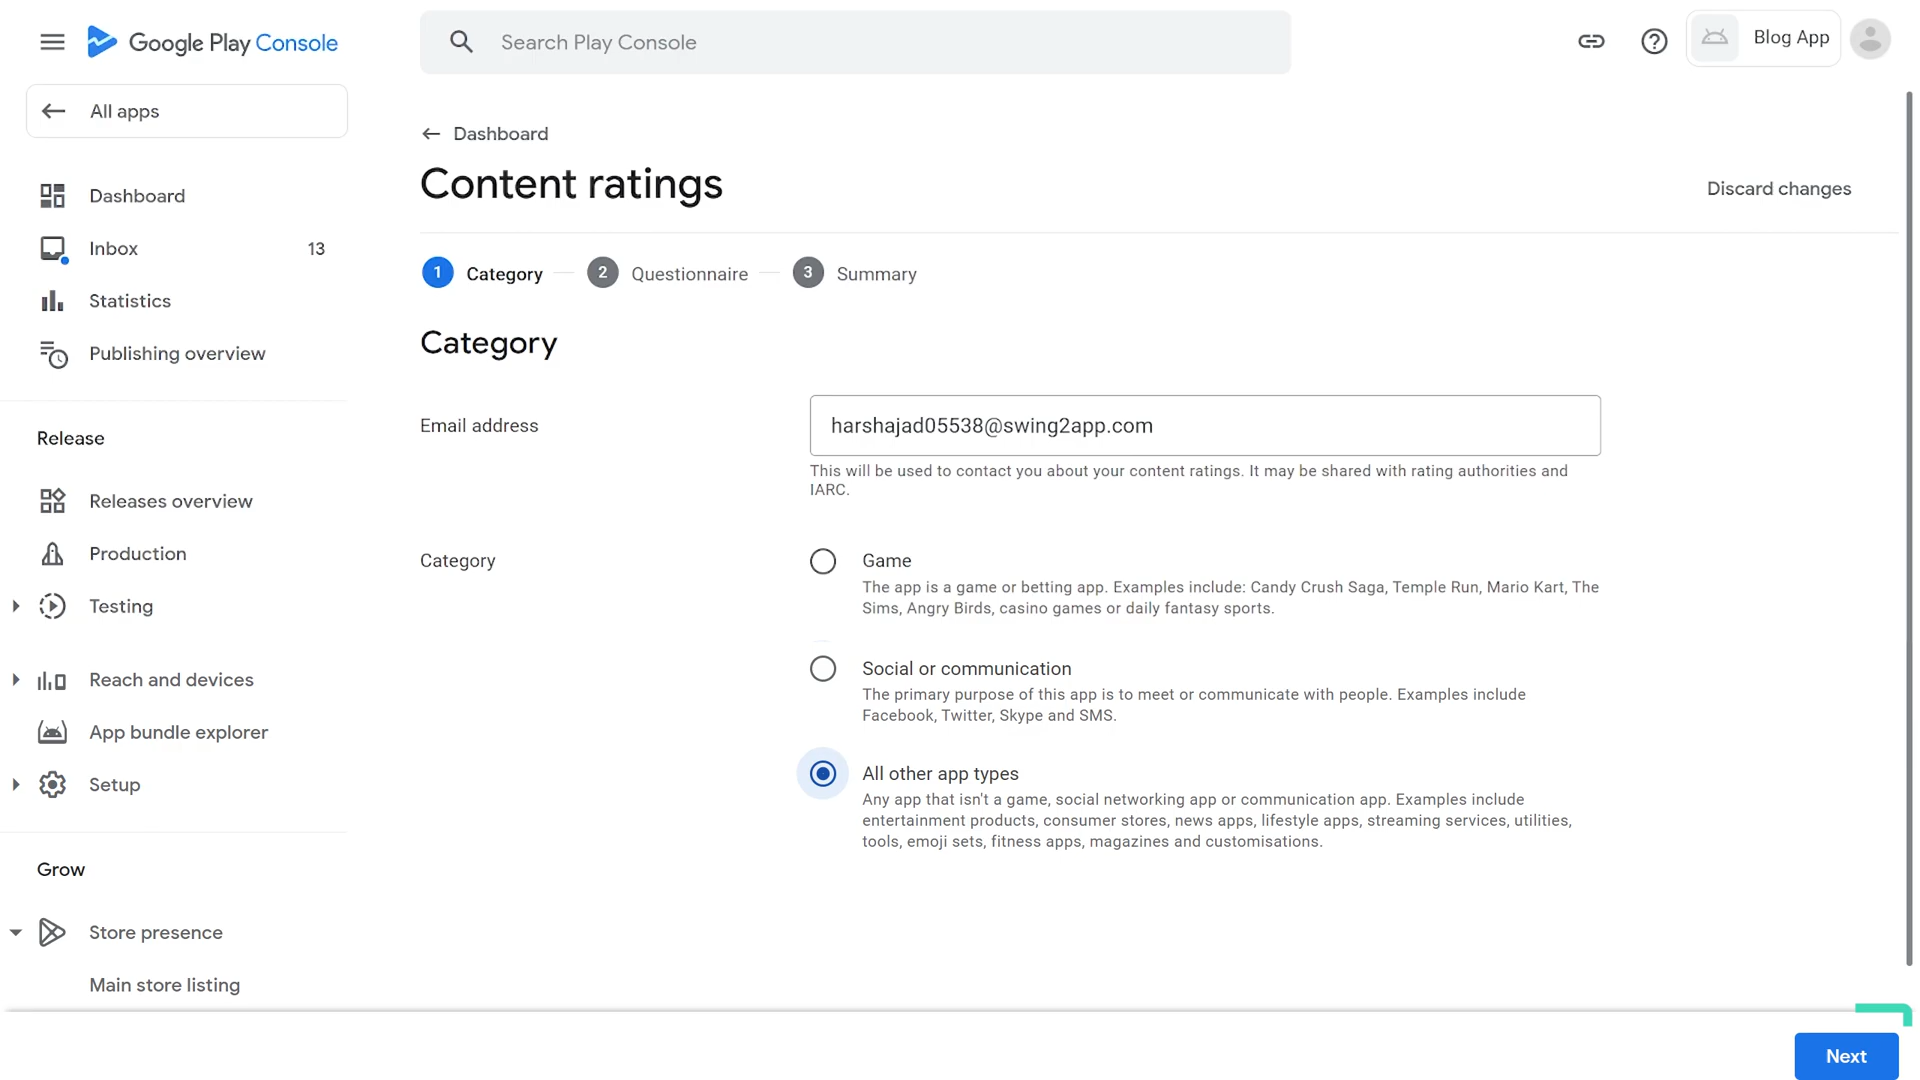 Google Play Console
Search Play Console
Blog App
All apps
Dashboard
Content ratings
Discard changes
Dashboard
Inbox 13
Statistics
Publishing overview
1 Category 2 Questionnaire 3 Summary
Category
Email address
harshajad05538@swing2app.com
This will be used to contact you about your content ratings. It may be shared with rating authorities and
IARC.
Release
Releases overview
Production
Testing
Reach and devices
App bundle explorer
Setup
Category
Game
The app is a game or betting app. Examples include: Candy Crush Saga, Temple Run, Mario Kart, The
Sims, Angry Birds, casino games or daily fantasy sports.
Social or communication
The primary purpose of this app is to meet or communicate with people. Examples include
Facebook, Twitter, Skype and SMS.
All other app types
Any app that isn't a game, social networking app or communication app. Examples include
entertainment products, consumer stores, news apps, lifestyle apps, streaming services, utilities,
tools, emoji sets, fitness apps, magazines and customisations.
Grow
Store presence
Main store listing
Next